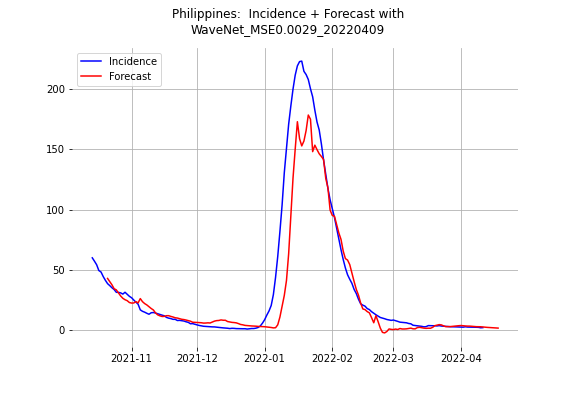 Philippines:  Incidence + Forecast with
WaveNet_MSE0.0029_20220409
Incidence
Forecast
200
150
100
50
0
2021-11
2021-12
2022-01
2022-02
2022-03
2022-04